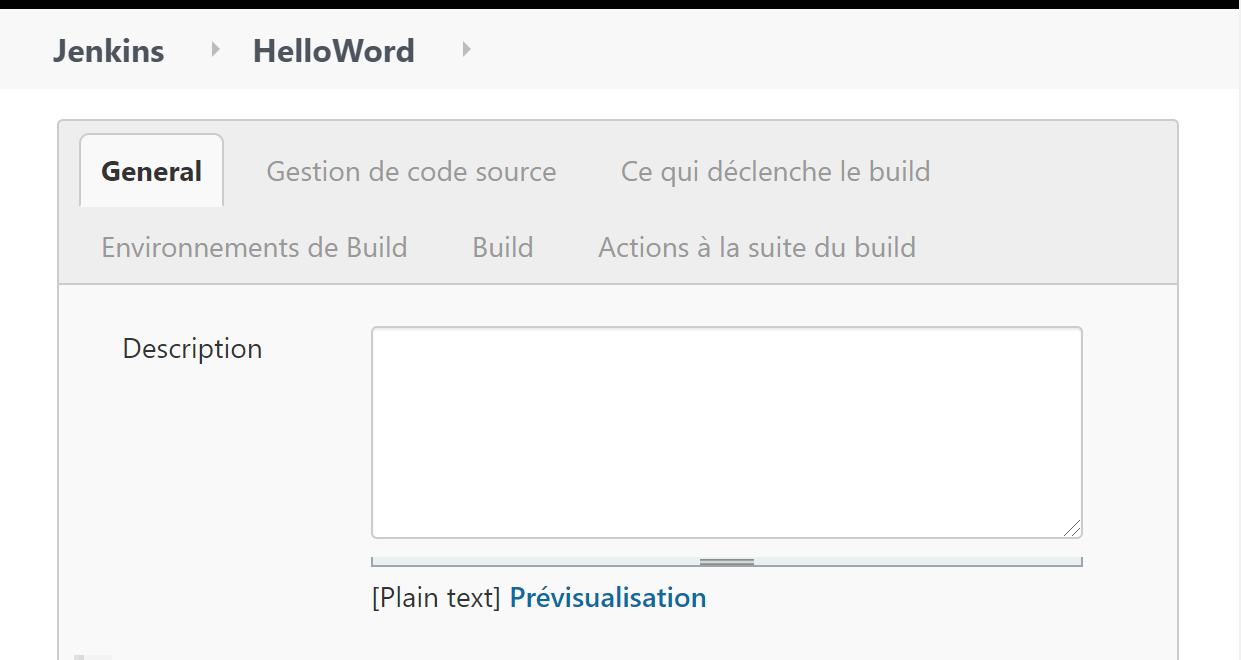 Jenkins HelloWord
General Gestion de code source Ce qui déclenche le build
Environnements de Build Build Actions à la suite du build
Description
[Plain text] Prévisualisation